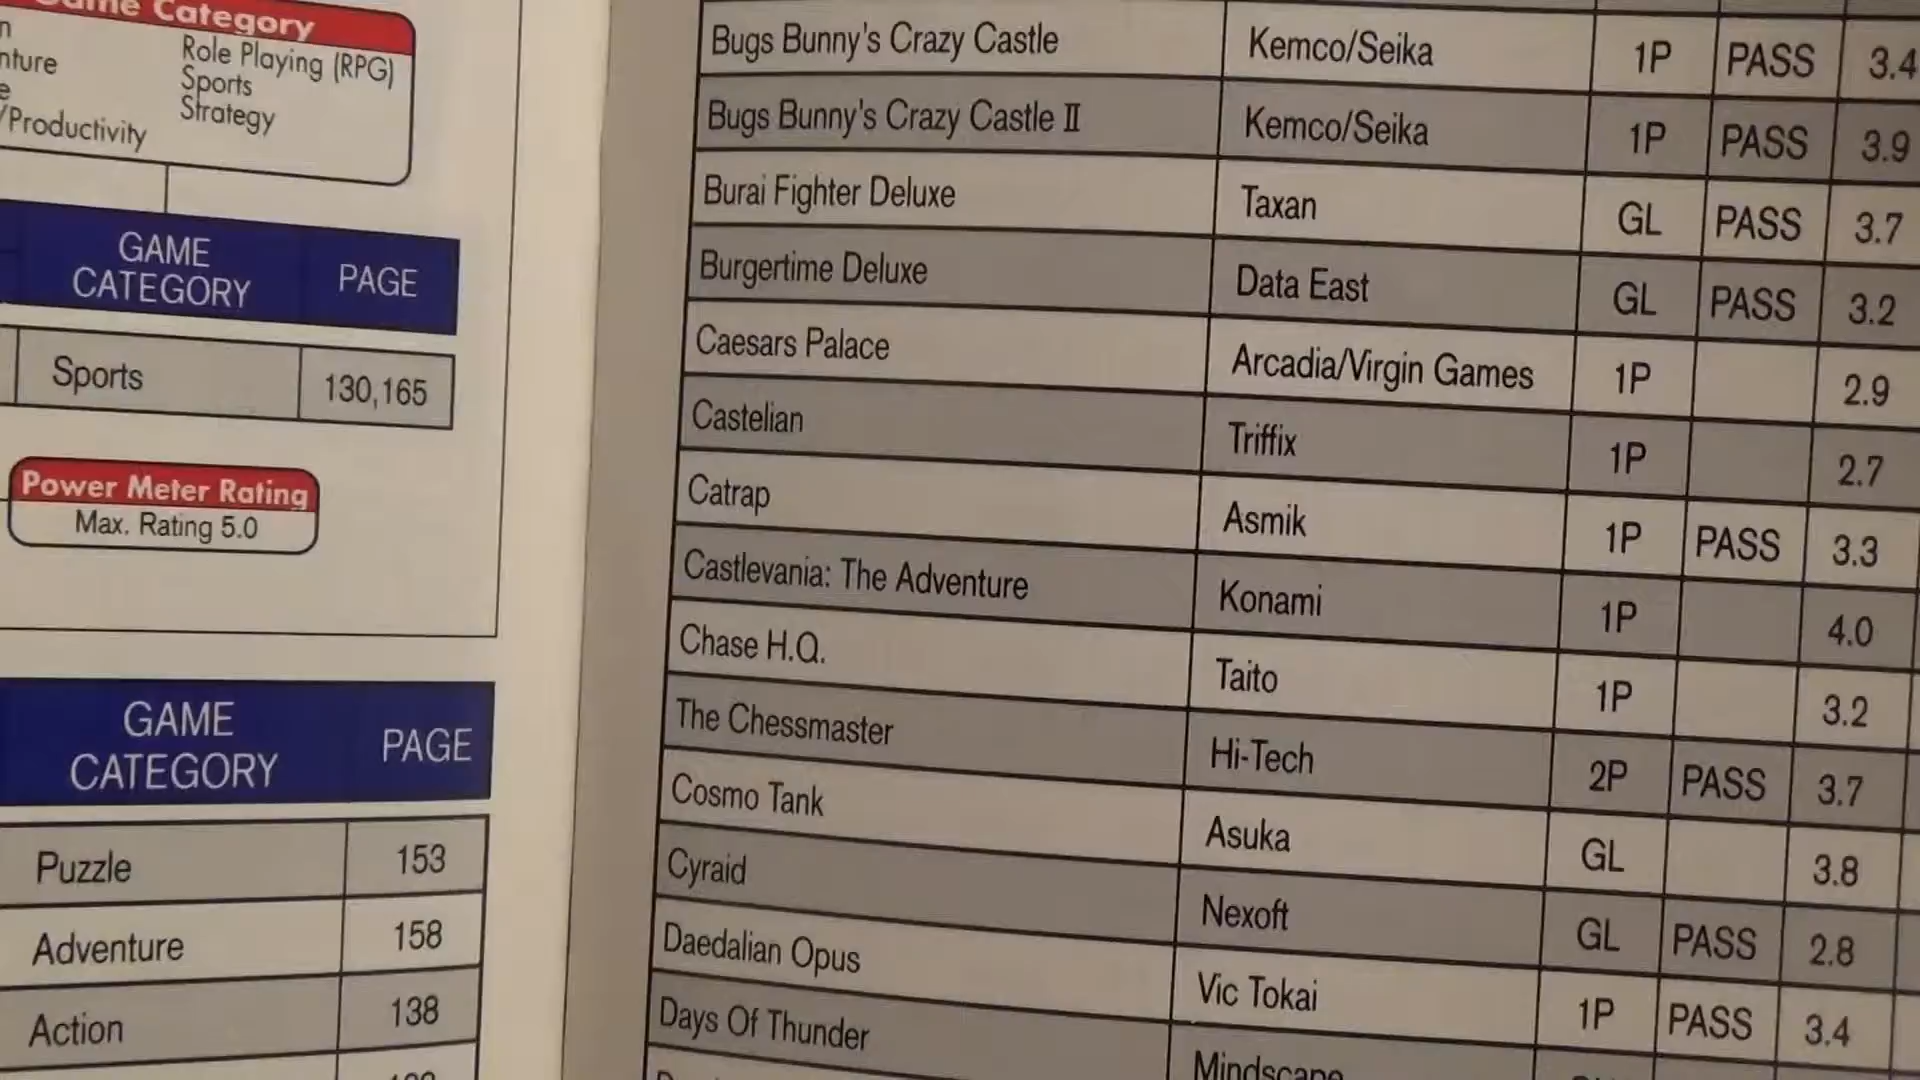 Game Category
Role Playing (RPG)
Sports
Strategy
/Productivity
GAME
CATEGORY PAGE
Sports 130,165
Power Meter Rating
Max. Rating 5.0
GAME
CATEGORY PAGE
Puzzle 153
Adventure 158
Action 138
Bugs Bunny's Crazy Castle Kemco/Seika 1P PASS 3.4
Bugs Bunny's Crazy Castle II Kemco/Seika 1P PASS 3.9
Burai Fighter Deluxe Taxan GL PASS 3.7
Burgertime Deluxe Data East GL PASS 3.2
Caesars Palace Arcadia/Virgin Games 1P 2.9
Castelian Triffix 1P 2.7
Catrap Asmik 1P PASS 3.3
Castlevania: The Adventure Konami 1P 4.0
Chase H.Q. Taito 1P 3.2
The Chessmaster Hi-Tech 2P PASS 3.7
Cosmo Tank Asuka GL 3.8
Cyraid Nexoft GL PASS 2.8
Daedalian Opus Vic Tokai 1P PASS 3.4
Days Of Thunder Mindscape